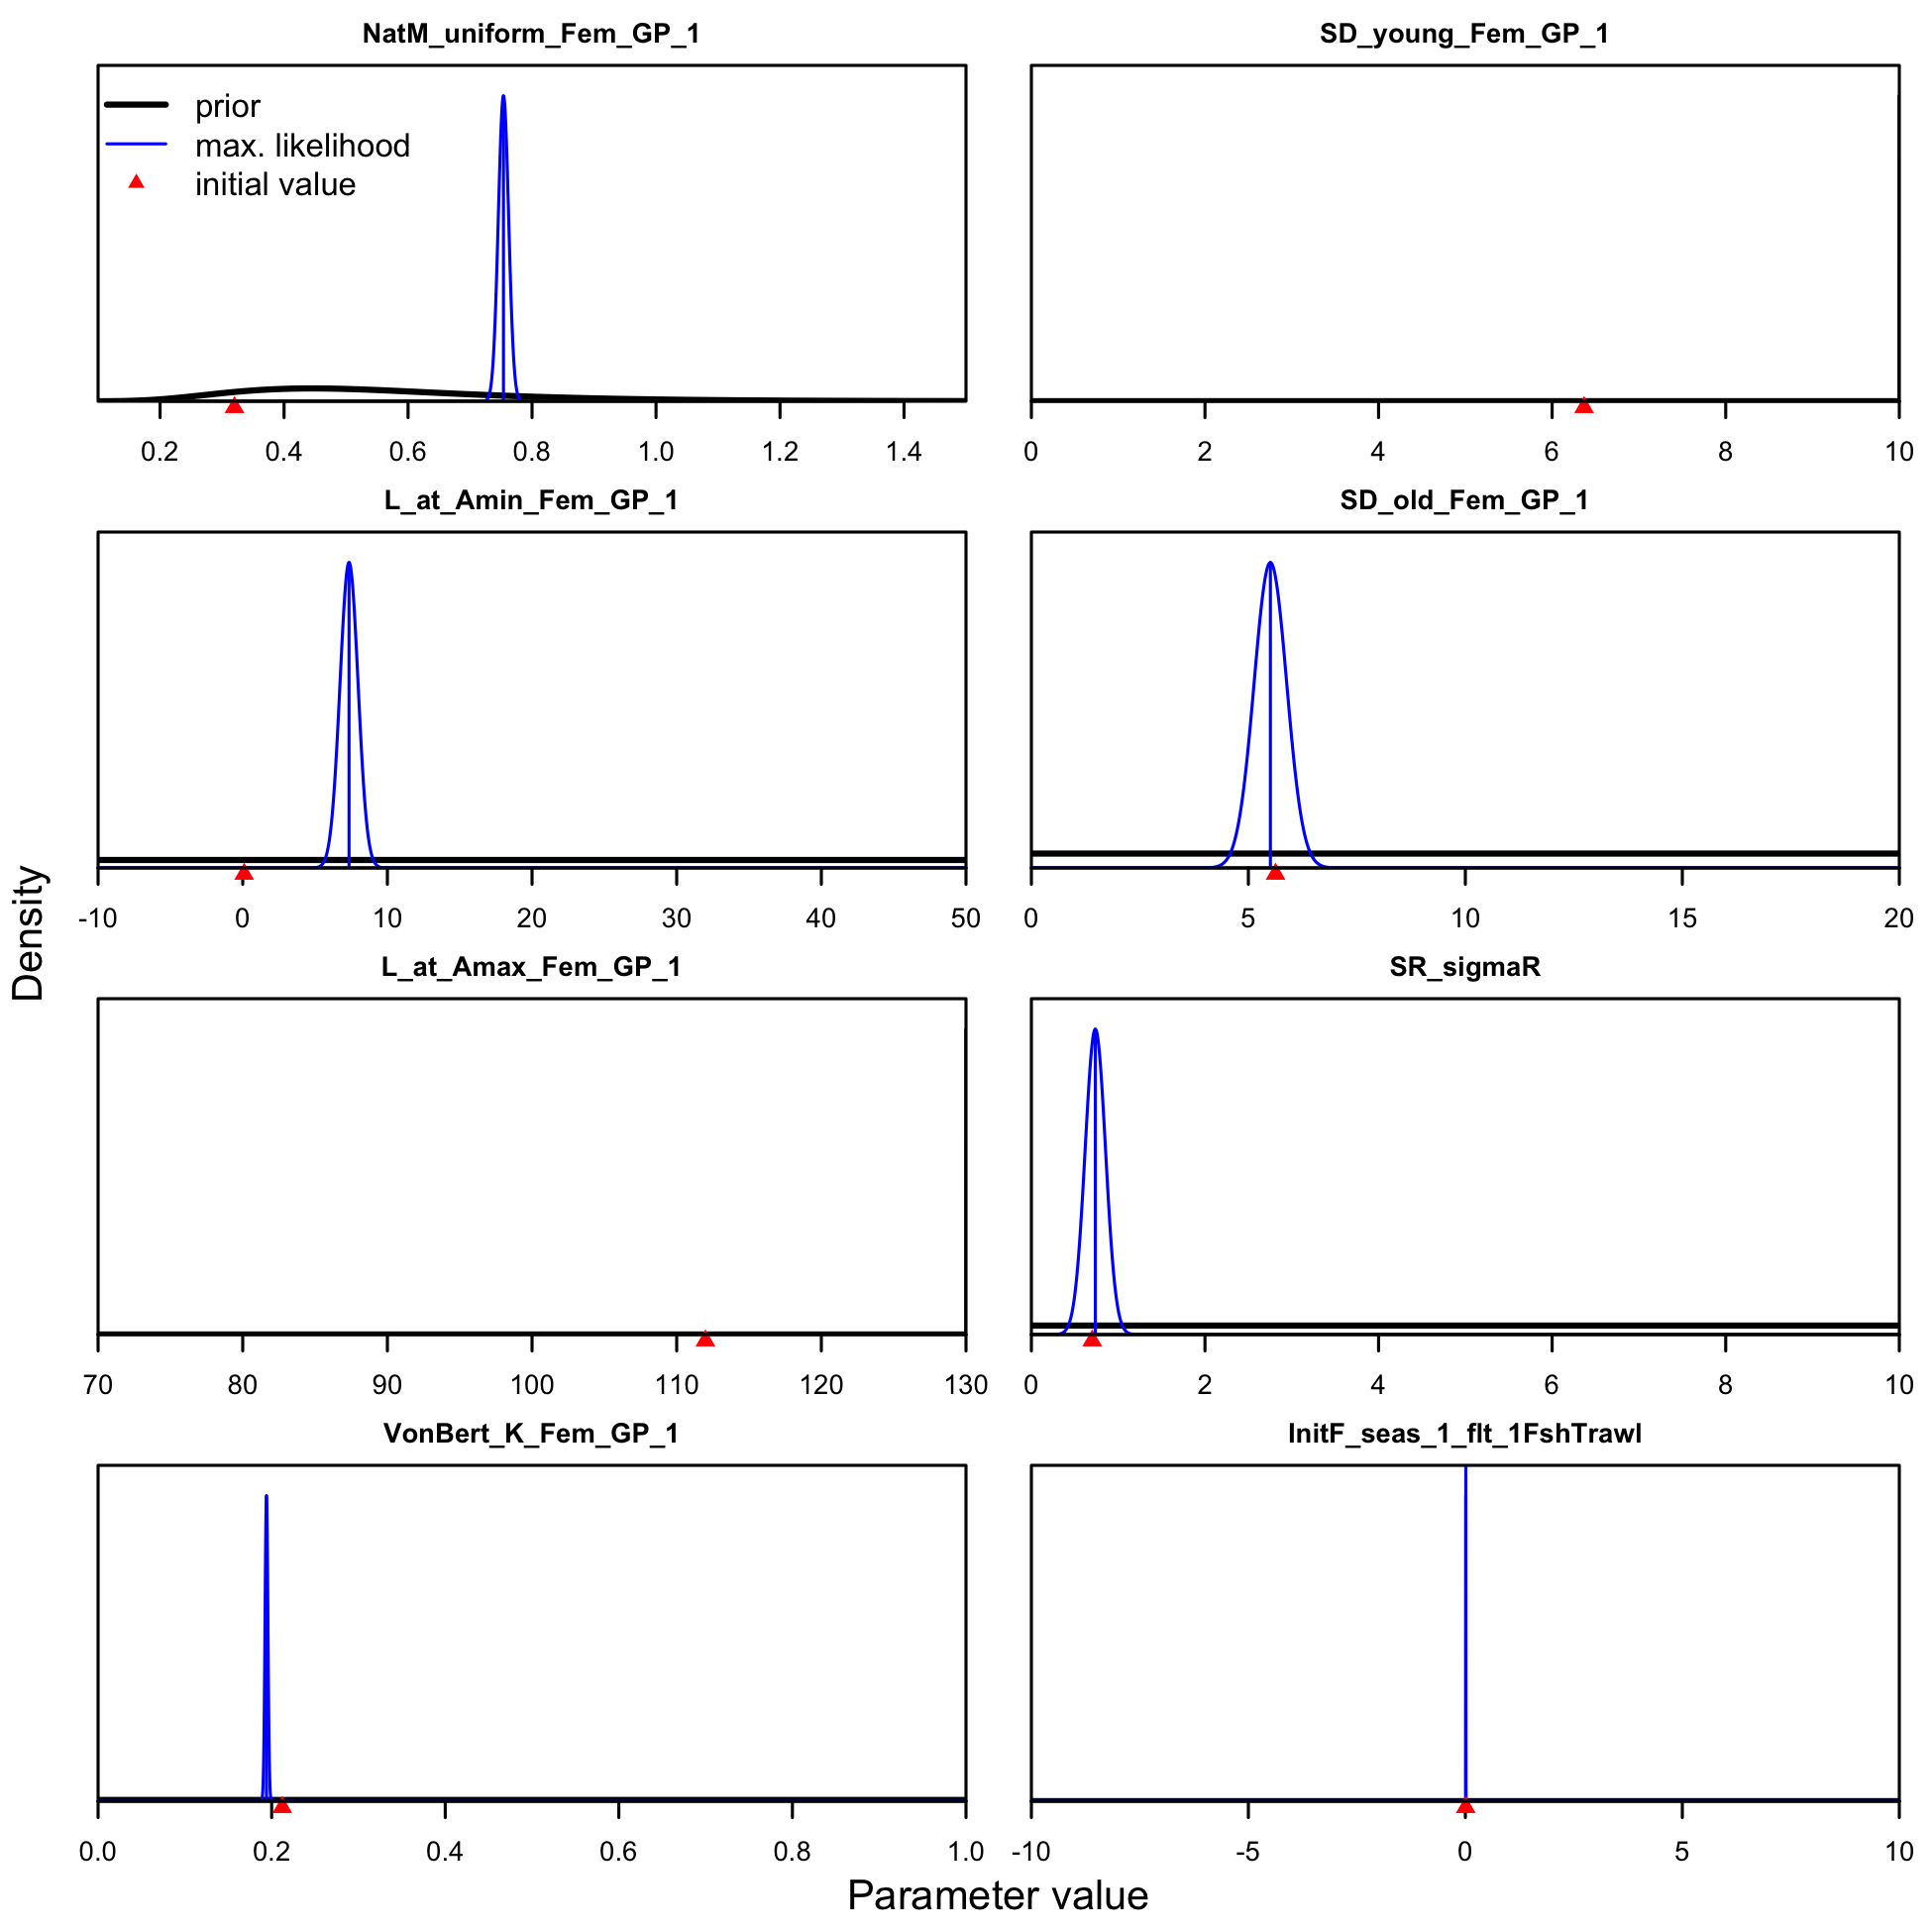 NatM_uniform_Fem_GP_1
prior
max. likelihood
initial value
0.2 0.4 0.6 0.8 1.0 1.2 1.4
SD_young_Fem_GP_1
0 2 4 6 8 10
L_at_Amin_Fem_GP_1
-10 0 10 20 30 40 50
SD_old_Fem_GP_1
0 5 10 15 20
L_at_Amax_Fem_GP_1
70 80 90 100 110 120 130
SR_sigmaR
0 2 4 6 8 10
VonBert_K_Fem_GP_1
0.0 0.2 0.4 0.6 0.8 1.0
InitF_seas_1_flt_1FshTrawl
-10 -5 0 5 10
Density
Parameter value